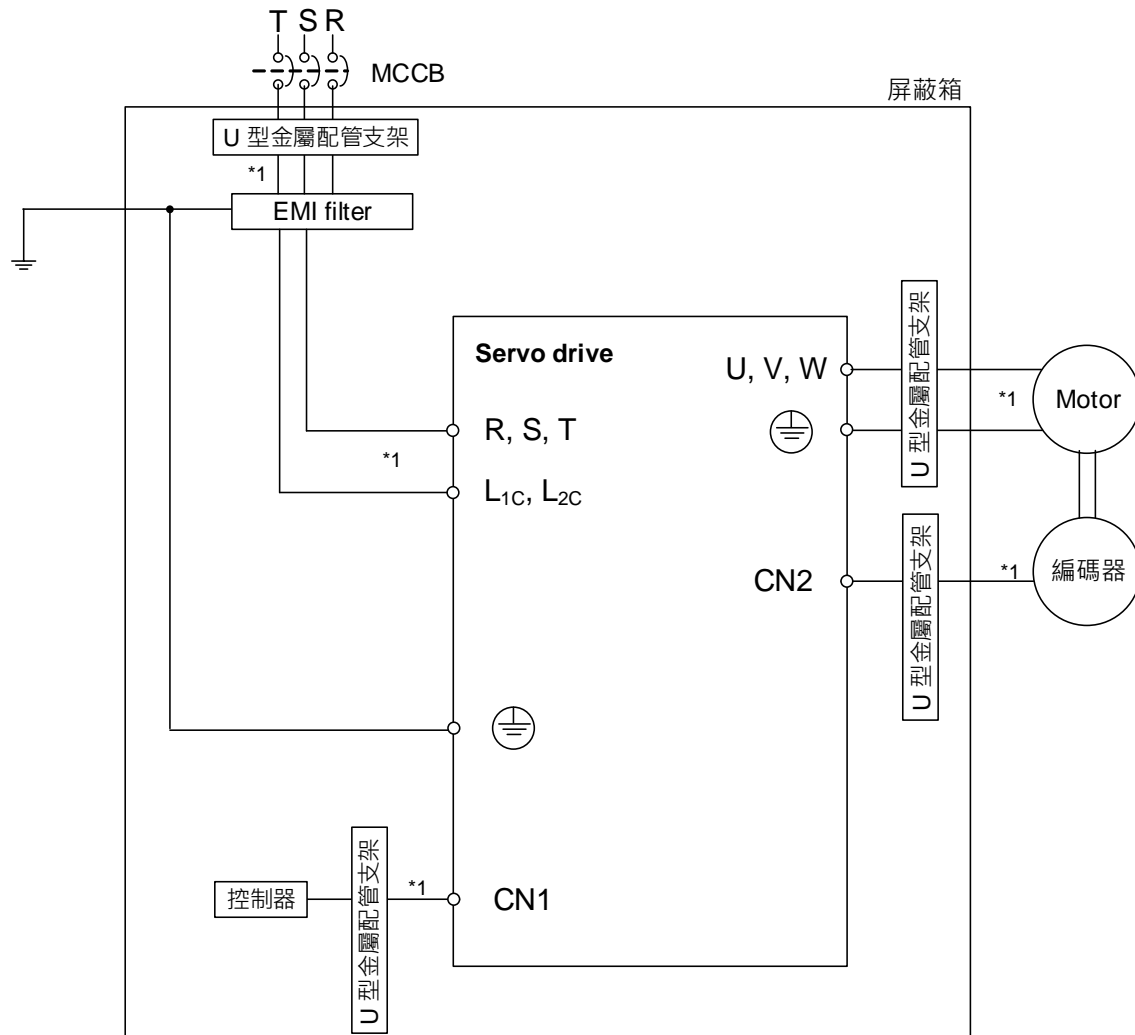 T S R
MCCB
屏蔽箱
U 型金屬配管支架
*1
EMI filter
Servo drive
U, V, W
U 型金屬配管支架
*1
Motor
R, S, T
*1
L1C, L2C
U 型金屬配管支架
CN2
*1
編碼器
控制器
U 型金屬配管支架
*1
CN1